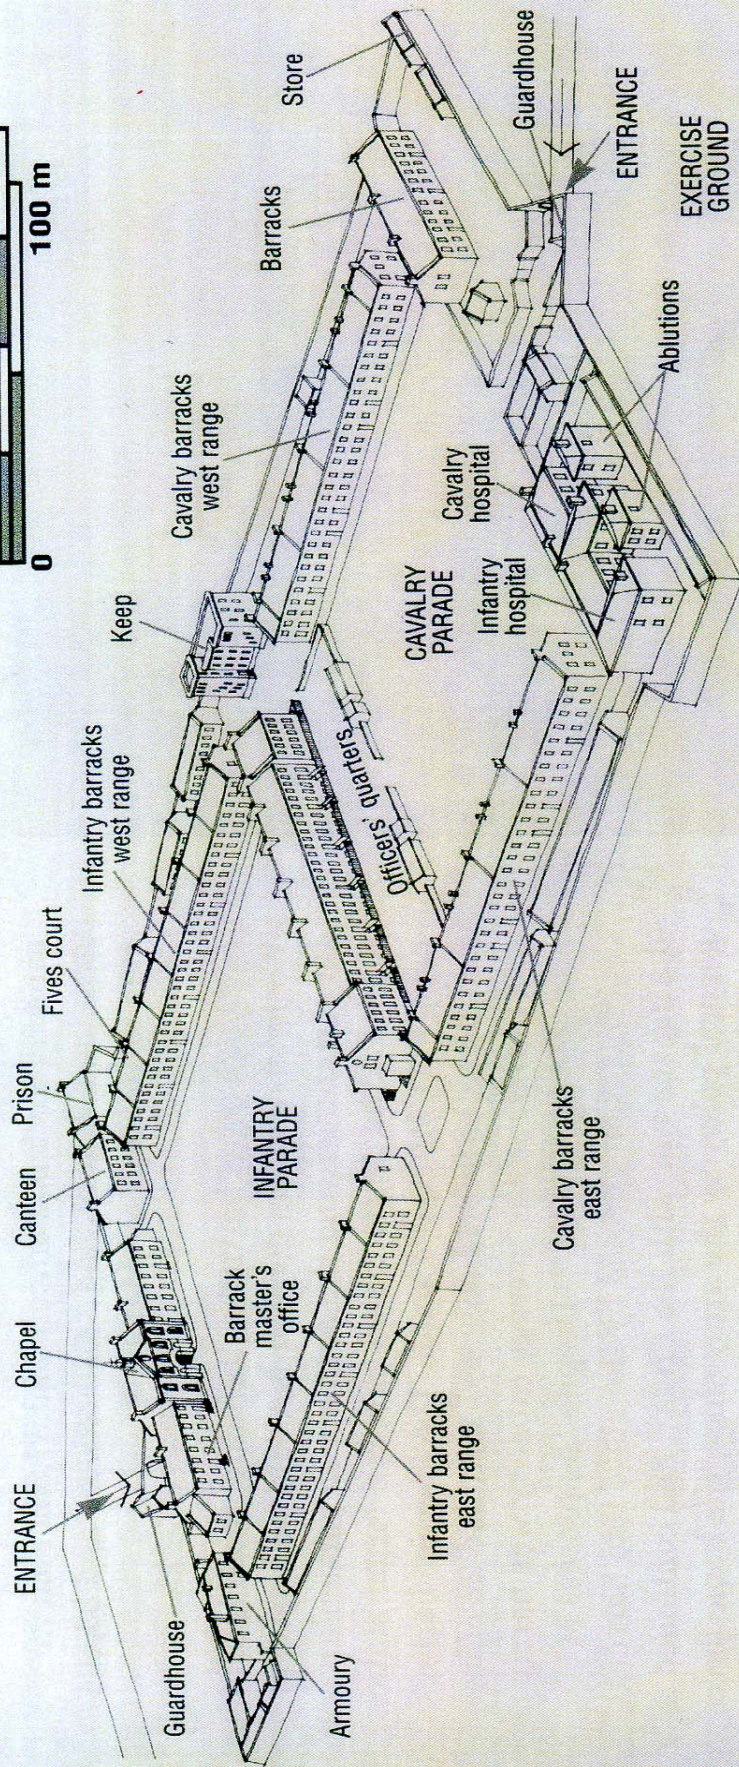 0
100 m
ENTRANCE
Chapel
Canteen
Prison
Fives court
Infantry barracks
west range
Keep
Cavalry barracks
west range
Barracks
Store
Guardhouse
Guardhouse
ENTRANCE
EXERCISE
GROUND
Armoury
Barrack
master's
office
INFANTRY
PARADE
Officers' quarters
CAVALRY
PARADE
Cavalry
hospital
Infantry
hospital
Ablutions
Infantry barracks
east range
Cavalry barracks
east range